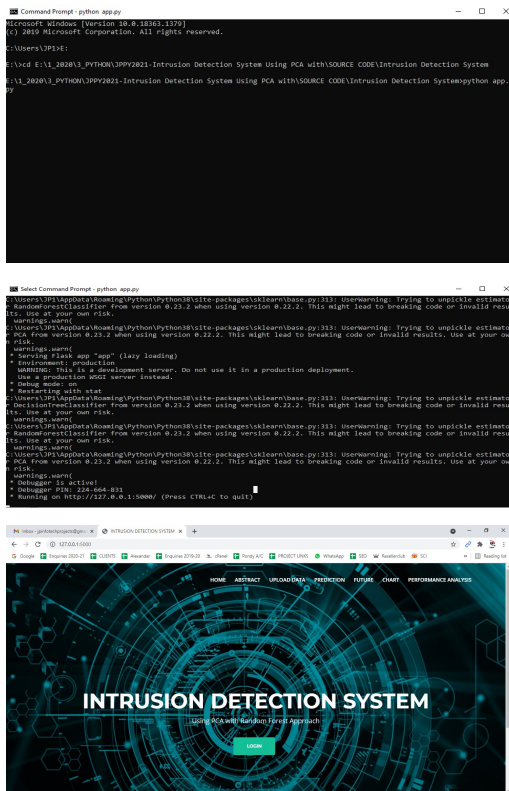 Command Prompt - python app.py
Microsoft Windows [Version 10.0.18363.1379]
(c) 2019 Microsoft Corporation. All rights reserved.
C:\Users\JP1>E:
E:\>cd E:\1_2020\3_PYTHON\JPPY2021-Intrusion Detection System Using PCA with\SOURCE CODE\Intrusion Detection System
E:\1_2020\3_PYTHON\JPPY2021-Intrusion Detection System Using PCA with\SOURCE CODE\Intrusion Detection System>python app.
py
Select Command Prompt - python app.py
C:\Users\JP1\AppData\Roaming\Python\Python38\site-packages\sklearn\base.py:313: UserWarning: Trying to unpickle estimato
r RandomForestClassifier from version 0.23.2 when using version 0.22.2. This might lead to breaking code or invalid resu
lts. Use at your own risk.
warnings.warn(
C:\Users\JP1\AppData\Roaming\Python\Python38\site-packages\sklearn\base.py:313: UserWarning: Trying to unpickle estimato
r PCA from version 0.23.2 when using version 0.22.2. This might lead to breaking code or invalid results. Use at your ow
n risk.
warnings.warn(
* Serving Flask app "app" (lazy loading)
* Environment: production
WARNING: This is a development server. Do not use it in a production deployment.
Use a production WSGI server instead.
* Debug mode: on
* Restarting with stat
C:\Users\JP1\AppData\Roaming\Python\Python38\site-packages\sklearn\base.py:313: UserWarning: Trying to unpickle estimato
r DecisionTreeClassifier from version 0.23.2 when using version 0.22.2. This might lead to breaking code or invalid resu
lts. Use at your own risk.
warnings.warn(
C:\Users\JP1\AppData\Roaming\Python\Python38\site-packages\sklearn\base.py:313: UserWarning: Trying to unpickle estimato
r RandomForestClassifier from version 0.23.2 when using version 0.22.2. This might lead to breaking code or invalid resu
lts. Use at your own risk.
warnings.warn(
C:\Users\JP1\AppData\Roaming\Python\Python38\site-packages\sklearn\base.py:313: UserWarning: Trying to unpickle estimato
r PCA from version 0.23.2 when using version 0.22.2. This might lead to breaking code or invalid results. Use at your ow
n risk.
warnings.warn(
* Debugger is active!
* Debugger PIN: 224-664-831
* Running on http://127.0.0.1:5000/ (Press CTRL+C to quit)
Inbox - jpinfotechprojects@gm INTRUSION DETECTION SYSTEM
127.0.0.1:5000
Google Enquiries 2020-21 CLIENTS Alexander Enquiries 2019-20 cPanel Pondy A/C PROJECT LINKS WhatsApp SEO Resellerclub SCI Reading list
HOME ABSTRACT UPLOAD DATA PREDICTION FUTURE CHART PERFORMANCE ANALYSIS
INTRUSION DETECTION SYSTEM
Using PCA with Random Forest Approach
LOGIN